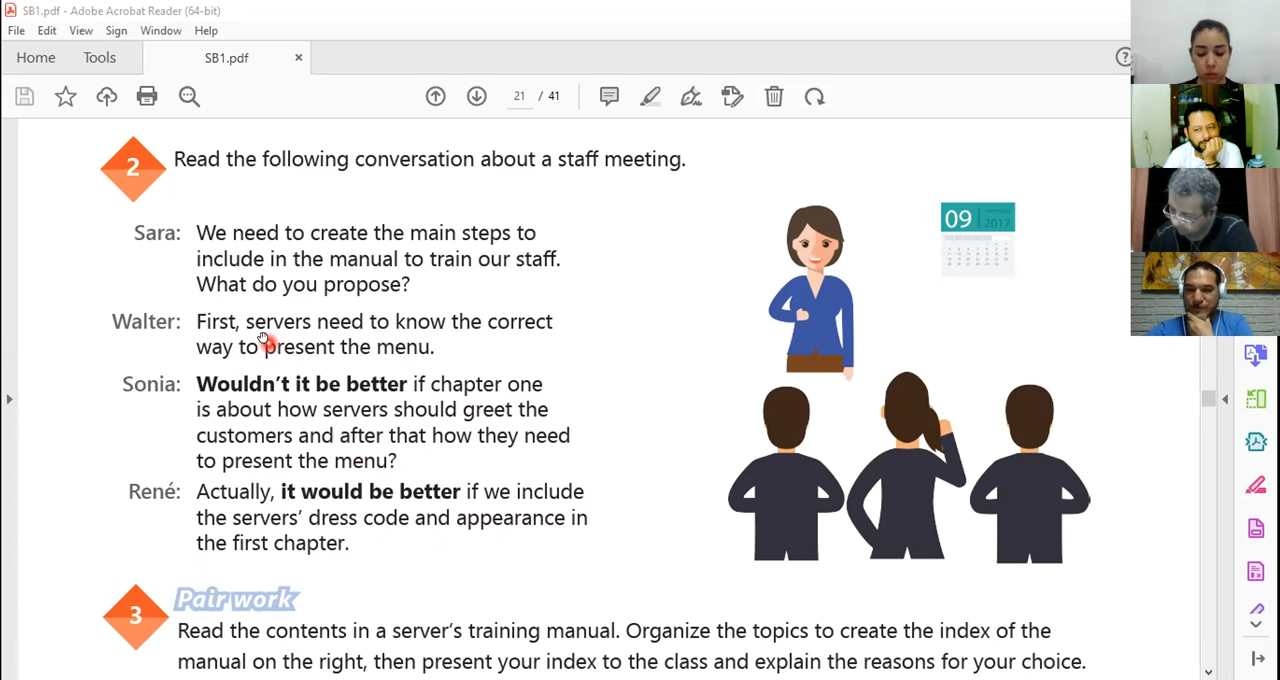 SB1.pdf - Adobe Acrobat Reader (64-bit)
File Edit View Sign Window Help
Home Tools SB1.pdf ×
21 / 41
2 Read the following conversation about a staff meeting.
Sara: We need to create the main steps to
include in the manual to train our staff.
What do you propose?
Walter: First, servers need to know the correct
way to present the menu.
Sonia: Wouldn't it be better if chapter one
is about how servers should greet the
customers and after that how they need
to present the menu?
René: Actually, it would be better if we include
the servers' dress code and appearance in
the first chapter.
09 2017
3 Pair work
Read the contents in a server's training manual. Organize the topics to create the index of the
manual on the right, then present your index to the class and explain the reasons for your choice.